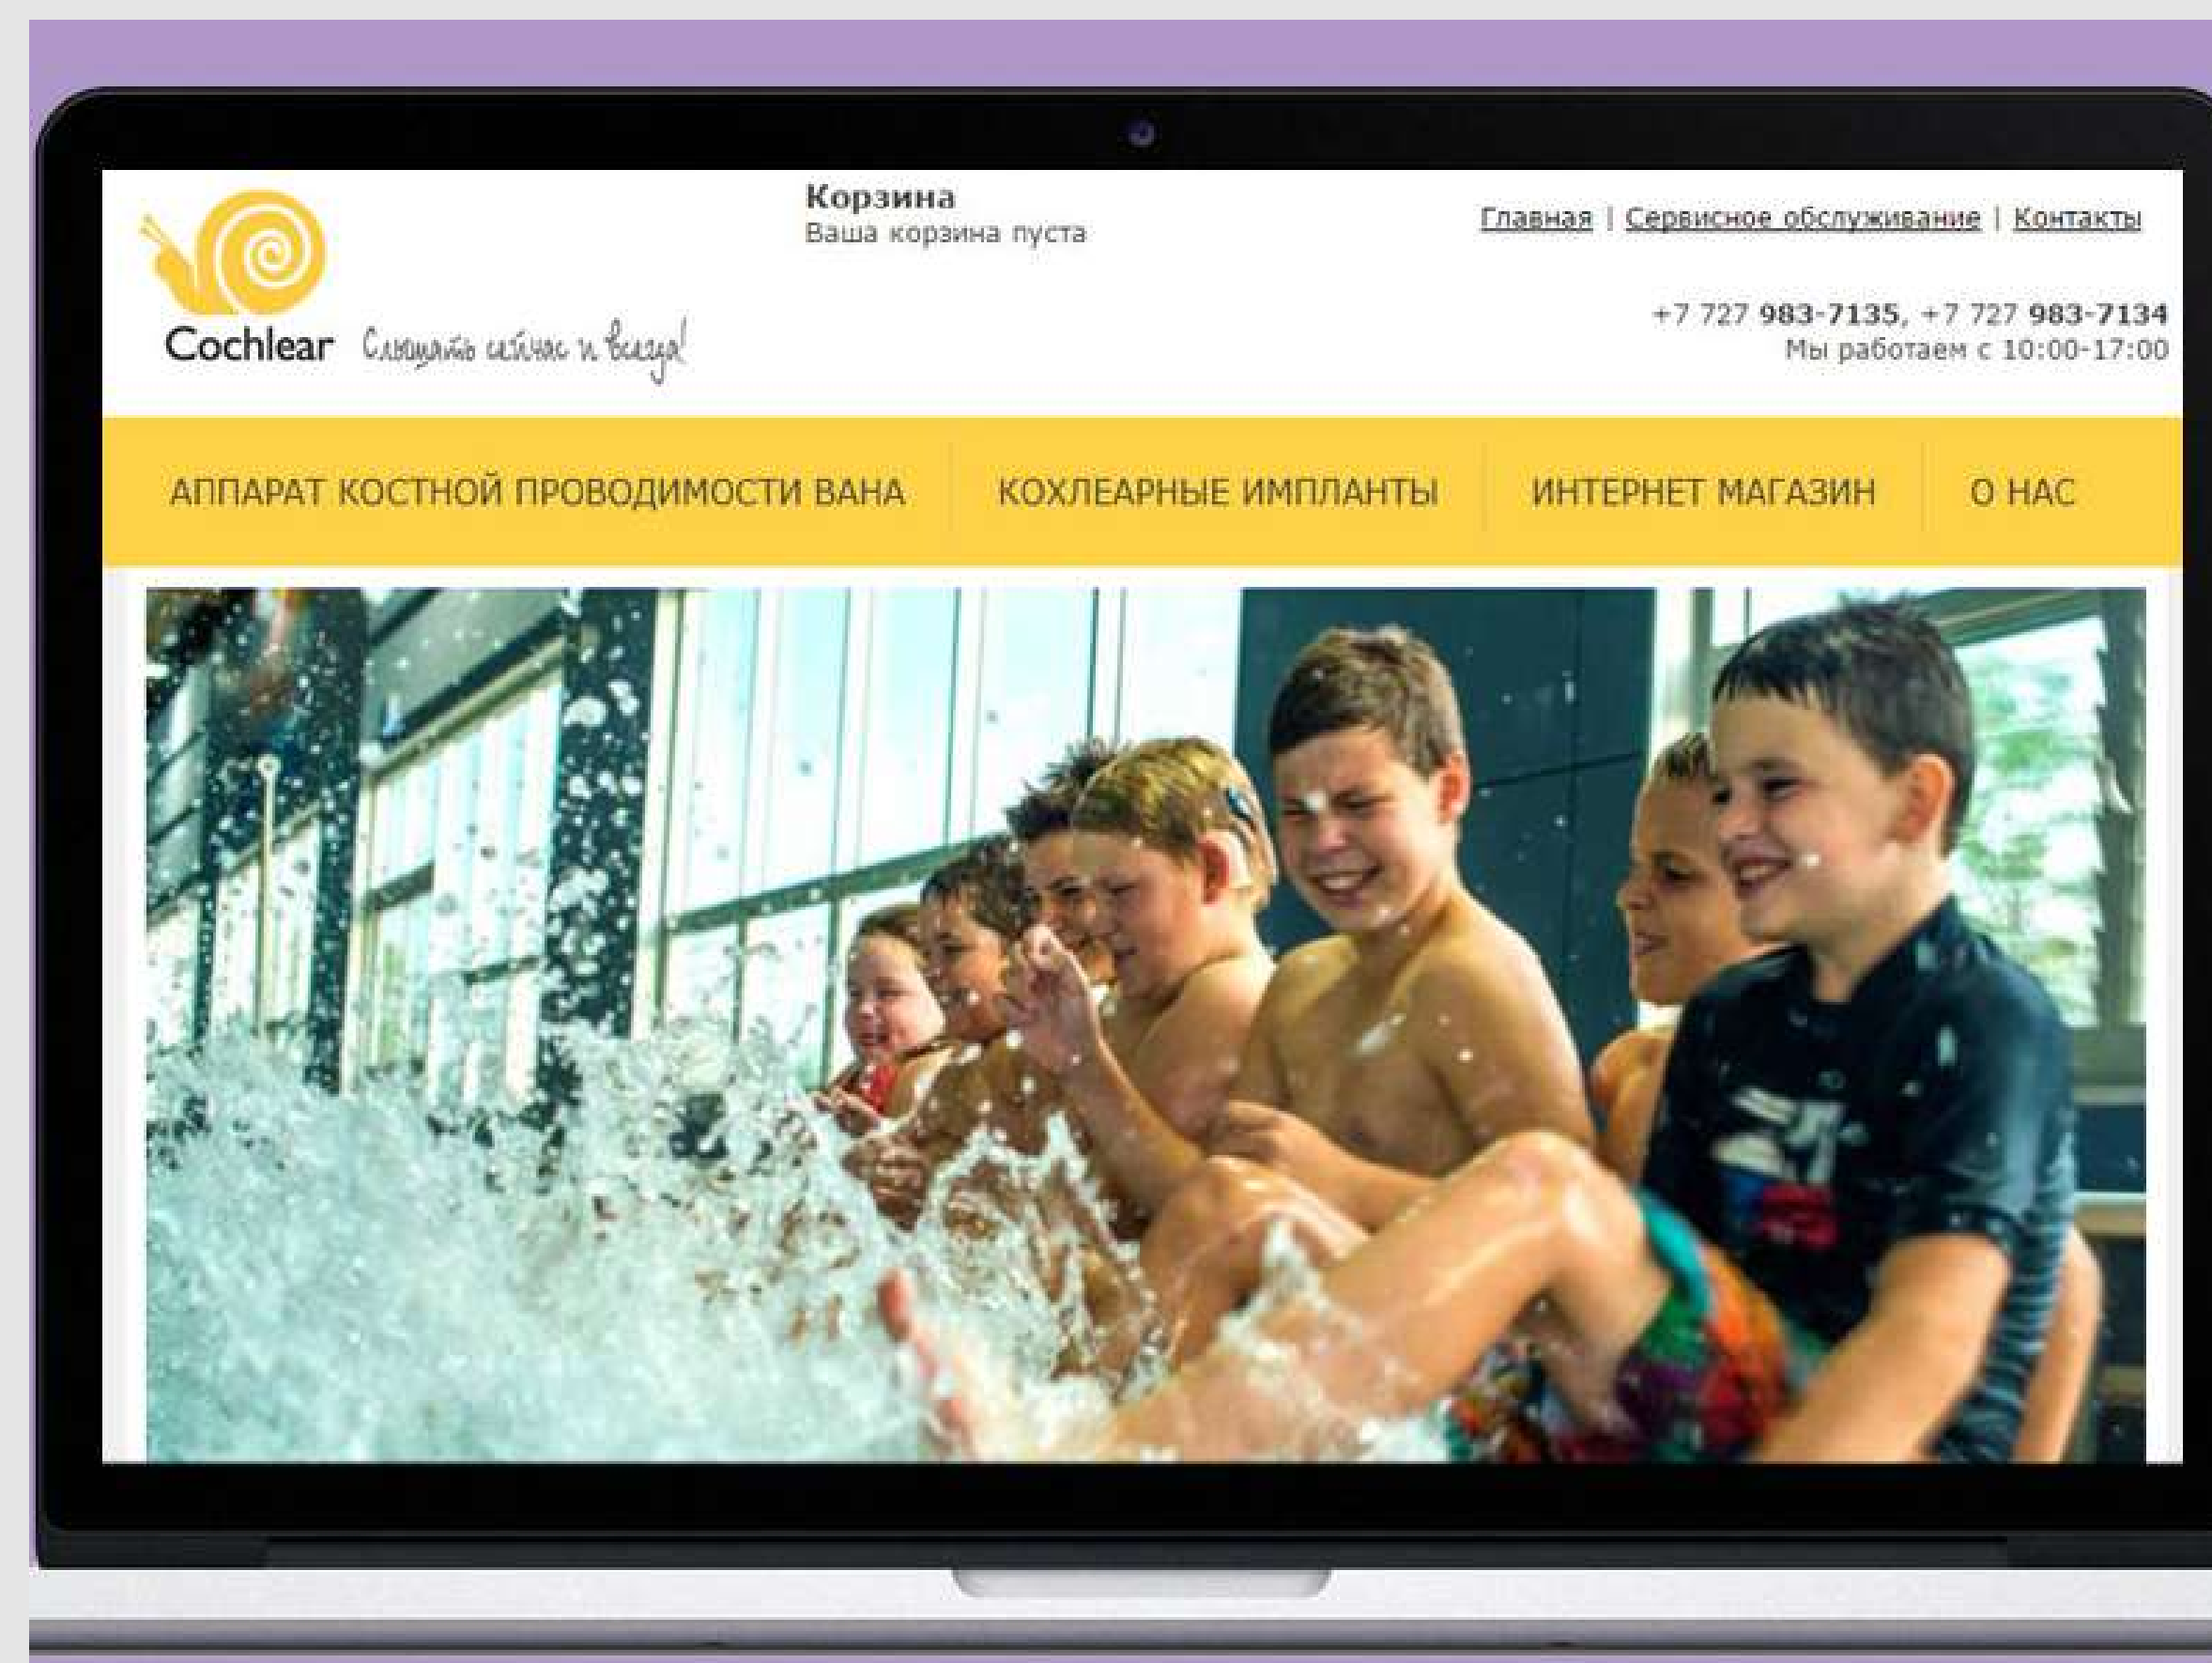 Корзина
Ваша корзина пуста
Главная | Сервисное обслуживание | Контакты
+7 727 983-7135, +7 727 983-7134
Мы работаем с 10:00-17:00
Cochlear
Слышать сейчас и всегда!
АППАРАТ КОСТНОЙ ПРОВОДИМОСТИ BAHA
КОХЛЕАРНЫЕ ИМПЛАНТЫ
ИНТЕРНЕТ МАГАЗИН
О НАС